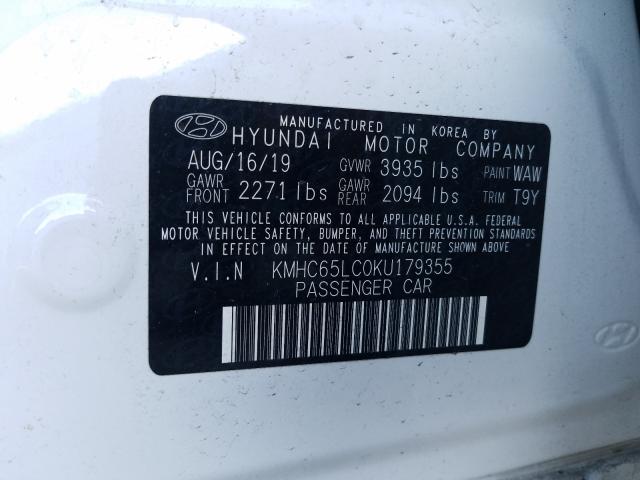 MANUFACTURED IN KOREA BY
HYUNDAI MOTOR COMPANY
AUG/16/19 GVWR 3935 lbs PAINT WAW
GAWR FRONT 2271 lbs GAWR REAR 2094 lbs TRIM T9Y
THIS VEHICLE CONFORMS TO ALL APPLICABLE U.S.A. FEDERAL
MOTOR VEHICLE SAFETY, BUMPER, AND THEFT PREVENTION STANDARDS
IN EFFECT ON THE DATE OF MANUFACTURE SHOWN ABOVE.
V.I.N KMHC65LC0KU179355
PASSENGER CAR